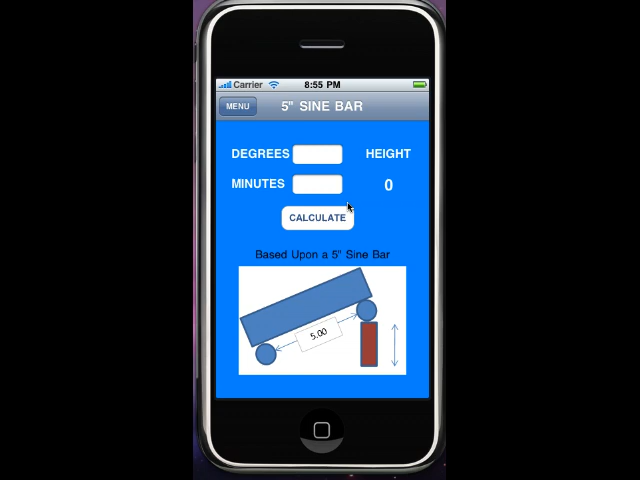 Carrier 8:55 PM
MENU 5" SINE BAR
DEGREES HEIGHT
MINUTES 0
CALCULATE
Based Upon a 5" Sine Bar
5.00